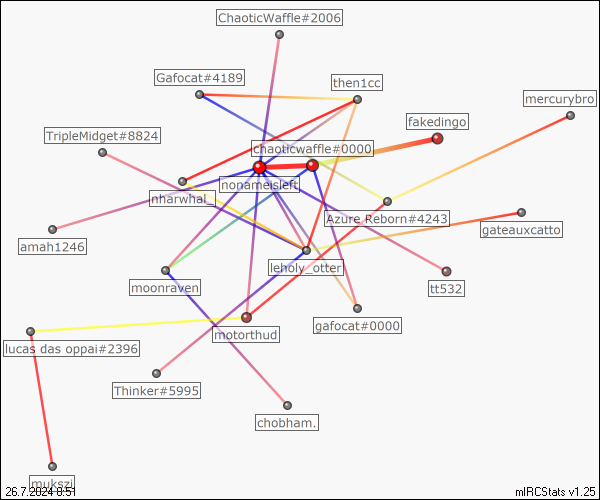 ChaoticWaffle#2006
Gafocat#4189
then1cc
mercurybro
fakedingo
TripleMidget#8824
chaoticwaffle#0000
nonameisleft
nharwhal_
Azure Reborn#4243
gateauxcatto
amah1246
leholy_otter
moonraven
tt532
gafocat#0000
motorthud
lucas das oppai#2396
Thinker#5995
chobham.
mukszi
26.7.2024 0:51
mIRCStats v1.25